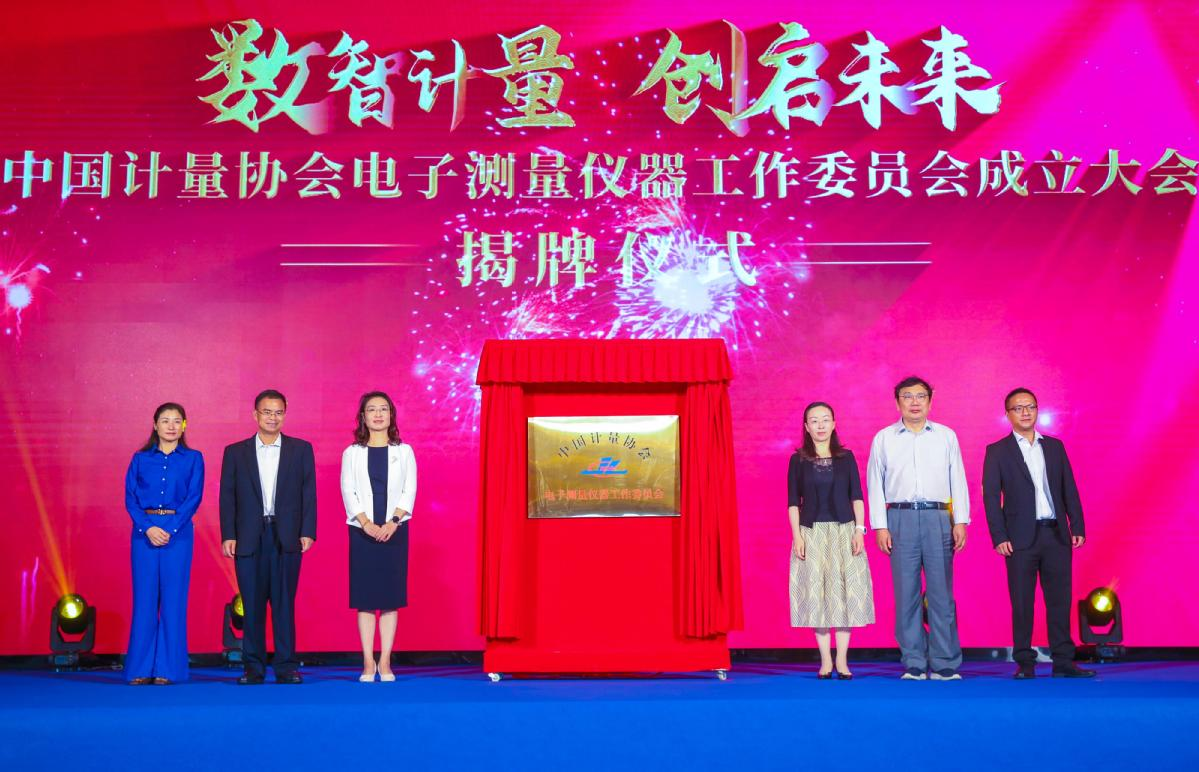 数智计量 创启未来
中国计量协会电子测量仪器工作委员会成立大会
揭牌仪式
中国计量协会
电子测量仪器工作委员会